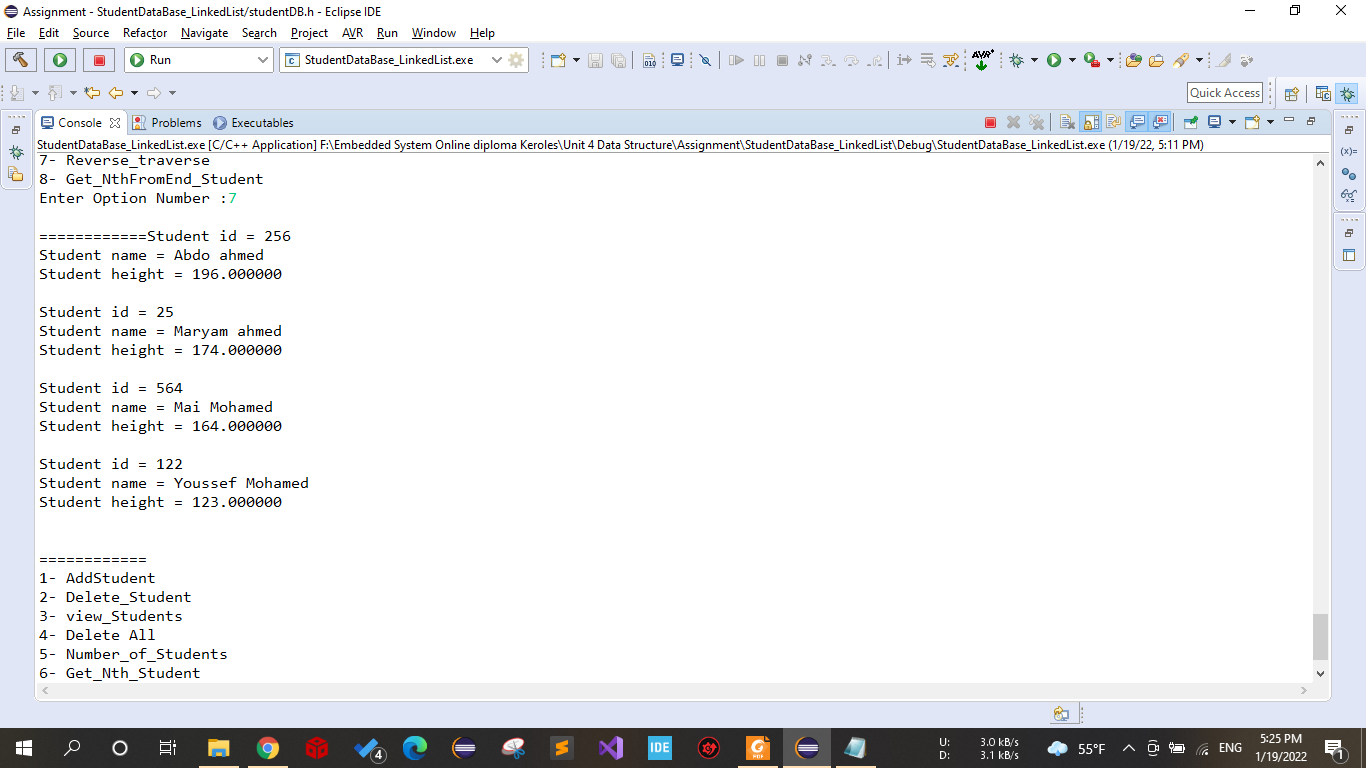 Assignment - StudentDataBase_LinkedList/studentDB.h - Eclipse IDE
File Edit Source Refactor Navigate Search Project AVR Run Window Help
Run StudentDataBase_LinkedList.exe 010 AVR
Quick Access C
Console Problems Executables
StudentDataBase_LinkedList.exe [C/C++ Application] F:\Embedded System Online diploma Keroles\Unit 4 Data Structure\Assignment\StudentDataBase_LinkedList\Debug\StudentDataBase_LinkedList.exe (1/19/22, 5:11 PM)
7- Reverse_traverse
8- Get_NthFromEnd_Student
Enter Option Number :7
============Student id = 256
Student name = Abdo ahmed
Student height = 196.000000
Student id = 25
Student name = Maryam ahmed
Student height = 174.000000
Student id = 564
Student name = Mai Mohamed
Student height = 164.000000
Student id = 122
Student name = Youssef Mohamed
Student height = 123.000000
============
1- AddStudent
2- Delete_Student
3- view_Students
4- Delete All
5- Number_of_Students
6- Get_Nth_Student
(x)=
4 IDE PDF
U: 3.0 kB/s
D: 3.1 kB/s
55°F ENG
5:25 PM
1/19/2022
1